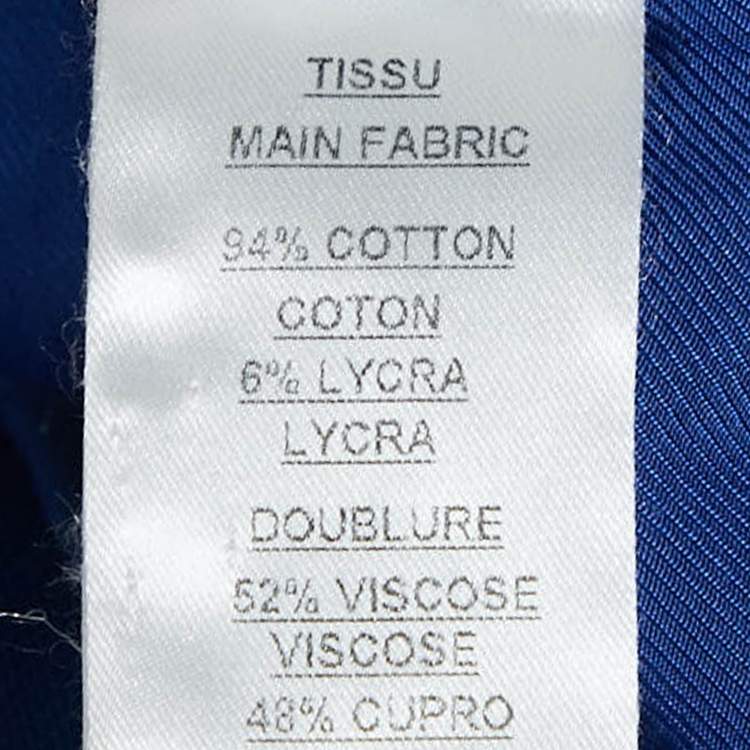 TISSU
MAIN FABRIC
94% COTTON
COTON
6% LYCRA
LYCRA
DOUBLURE
52% VISCOSE
VISCOSE
48% CUPRO